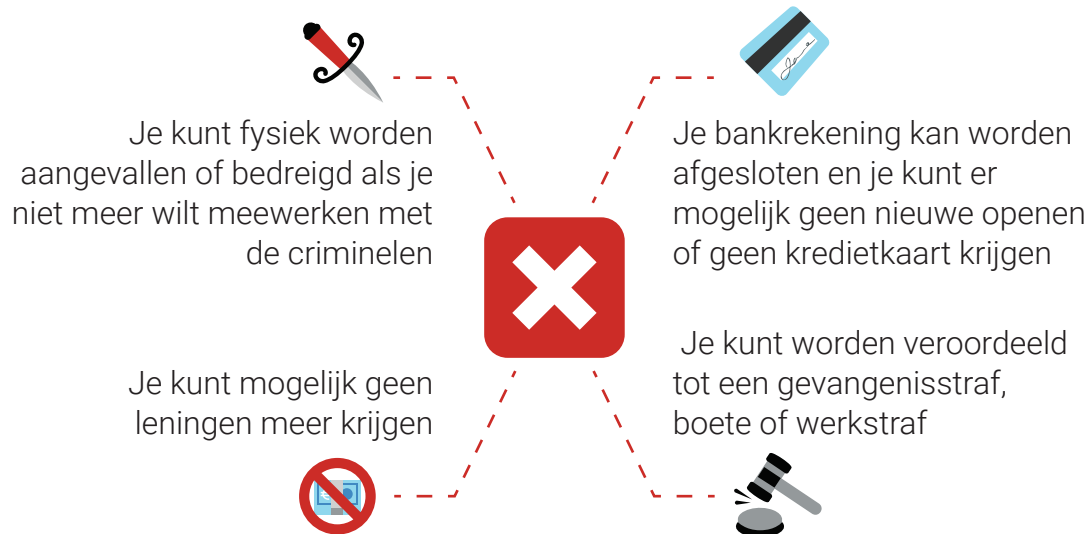 Je kunt fysiek worden
aangevallen of bedreigd als je
niet meer wilt meewerken met
de criminelen
Je bankrekening kan worden
afgesloten en je kunt er
mogelijk geen nieuwe openen
of geen kredietkaart krijgen
Je kunt mogelijk geen
leningen meer krijgen
Je kunt worden veroordeeld
tot een gevangenisstraf,
boete of werkstraf